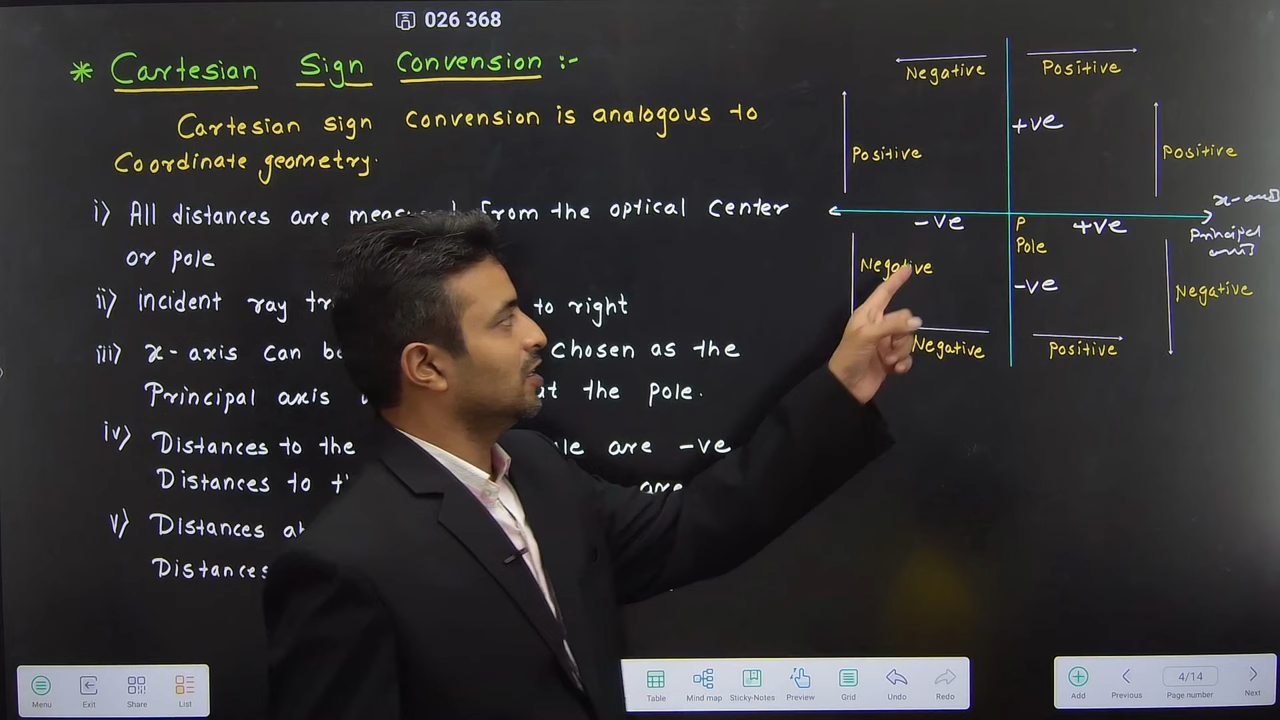 026 368
* Cartesian Sign Convension :-
Cartesian sign convension is analogous to
Coordinate geometry.
i) All distances are from the optical center
or pole
ii) incident ray to right
iii) x-axis can be chosen as the
Principal axis at the pole.
iv) Distances to the are -ve
Distances to are
v) Distances
Distances
Negative Positive
+ve
Positive Positive
x-axis
-ve P +ve
Pole Principal
axis
Negative -ve Negative
Negative Positive
Menu Exit Share List
Table Mind map Sticky-Notes Preview Grid Undo Redo
Add Previous 4/14 Page number Next